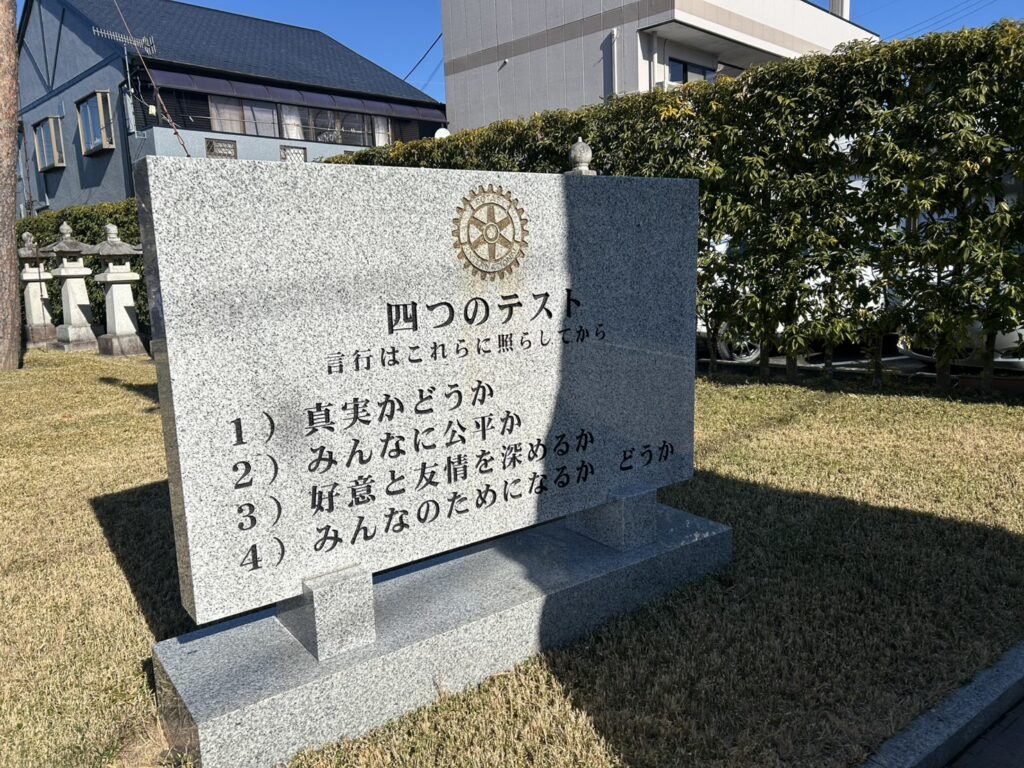 四つのテスト
言行はこれらに照らしてから
1) 真実かどうか
2) みんなに公平か
3) 好意と友情を深めるか
4) みんなのためになるか どうか